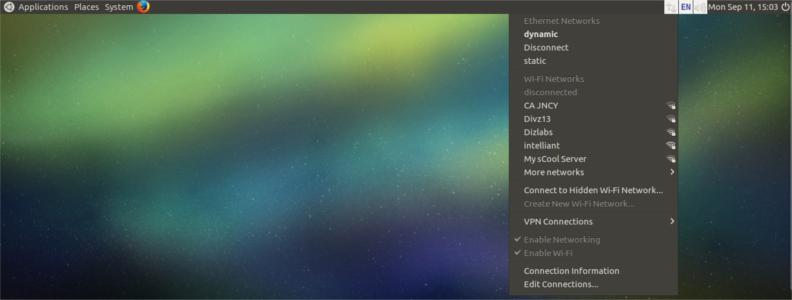 Applications Places System EN Mon Sep 11, 15:03
Ethernet Networks
dynamic
Disconnect
static
Wi-Fi Networks
disconnected
CA JNCY
Divz13
Dizlabs
intelliant
My sCool Server
More networks
Connect to Hidden Wi-Fi Network...
Create New Wi-Fi Network...
VPN Connections
Enable Networking
Enable Wi-Fi
Connection Information
Edit Connections...